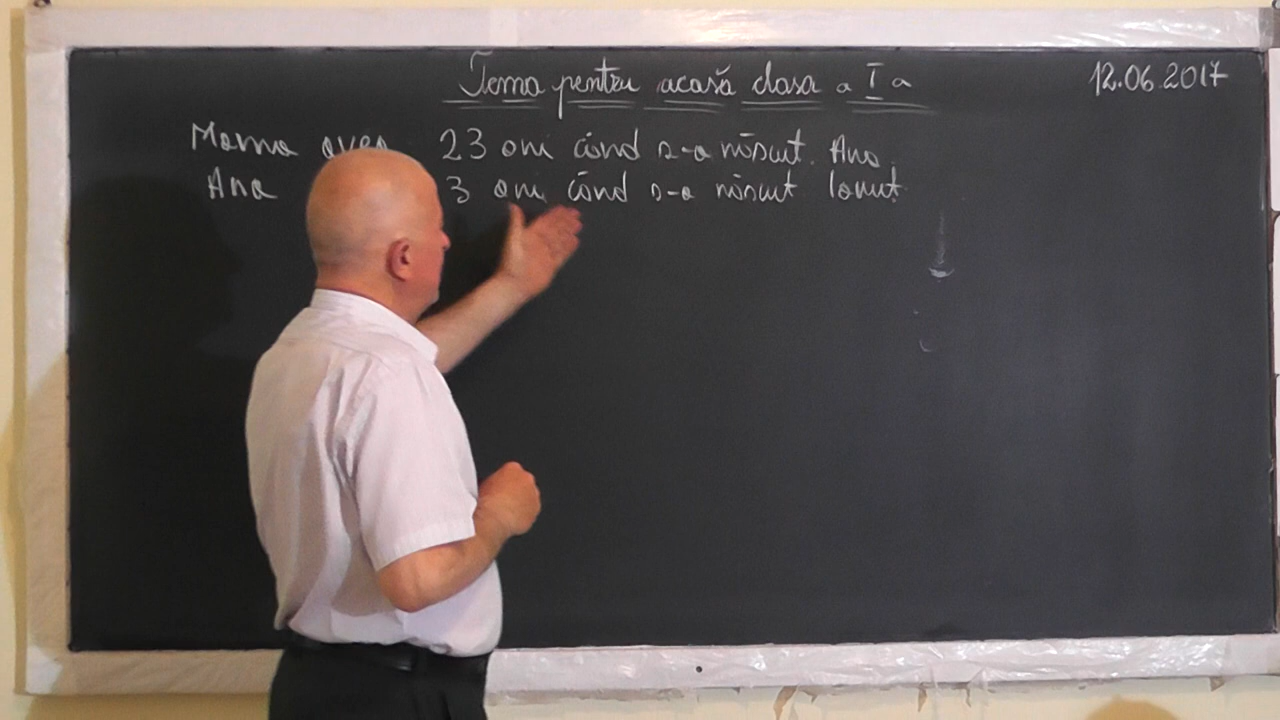 Tema pentru acasă clasa a I a
12.06.2017
Mama avea 23 ani când s-a născut Ana.
Ana 3 ani când s-a născut Ionuț.